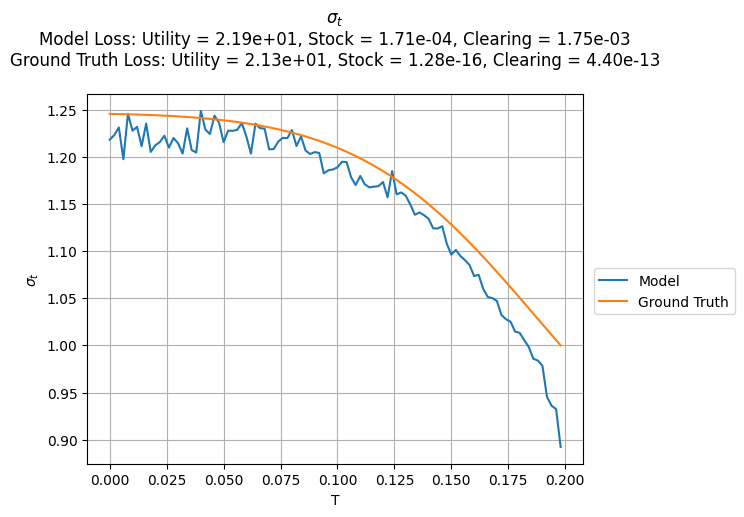 σₜ
Model Loss: Utility = 2.19e+01, Stock = 1.71e-04, Clearing = 1.75e-03
Ground Truth Loss: Utility = 2.13e+01, Stock = 1.28e-16, Clearing = 4.40e-13
1.25
1.20
1.15
1.10
1.05
1.00
0.95
0.90
σₜ
0.000
0.025
0.050
0.075
0.100
0.125
0.150
0.175
0.200
T
Model
Ground Truth